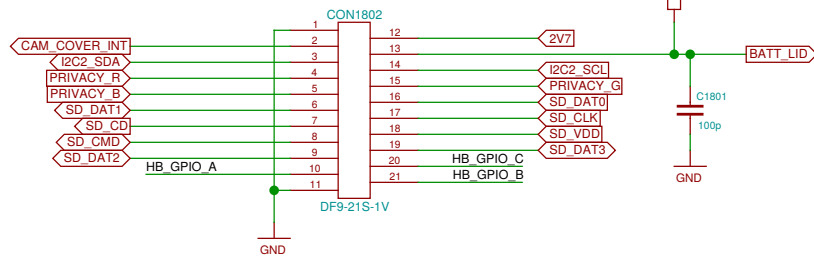 CON1802
1
12
2V7
CAM_COVER_INT
2
13
BATT_LID
I2C2_SDA
3
14
I2C2_SCL
PRIVACY_R
4
15
PRIVACY_G
PRIVACY_B
5
16
SD_DAT0
C1801
100p
SD_DAT1
6
17
SD_CLK
SD_CD
7
18
SD_VDD
SD_CMD
8
19
SD_DAT3
SD_DAT2
9
20
HB_GPIO_C
HB_GPIO_A
10
21
HB_GPIO_B
11
GND
DF9-21S-1V
GND